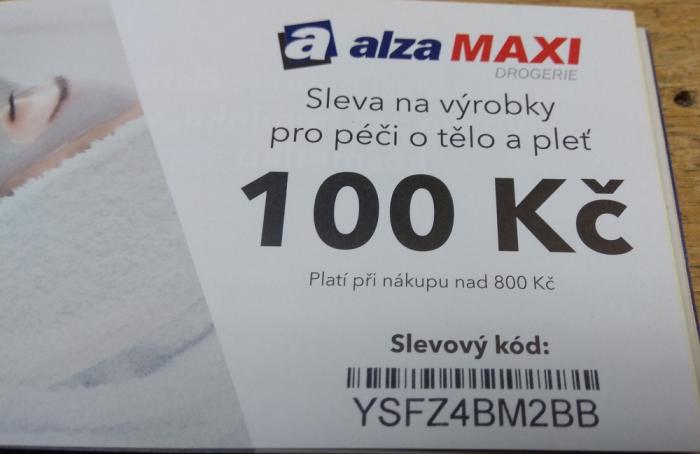 a alza MAXI
DROGERIE
Sleva na výrobky
pro péči o tělo a pleť
100 Kč
Platí při nákupu nad 800 Kč
Slevový kód:
YSFZ4BM2BB